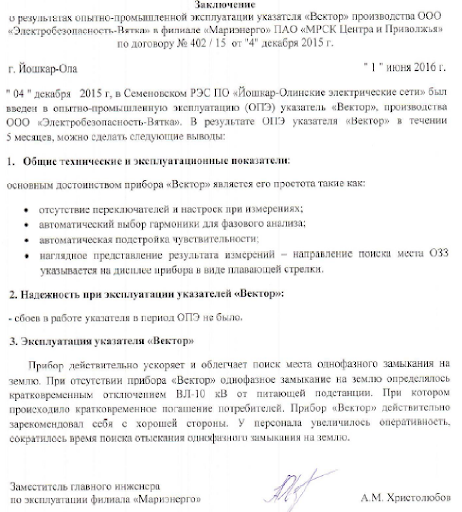 Заключение
о результатах опытно-промышленной эксплуатации указателя «Вектор» производства ООО
«Электробезопасность-Вятка» в филиале «Мариэнерго» ПАО «МРСК Центра и Приволжья»
по договору № 402 / 15 от "4" декабря 2015 г.
г. Йошкар-Ола " 1 " июня 2016 г.
" 04 " декабря 2015 г, в Семеновском РЭС ПО «Йошкар-Олинские электрические сети» был
введен в опытно-промышленную эксплуатацию (ОПЭ) указатель «Вектор», производства
ООО «Электробезопасность-Вятка». В результате ОПЭ указателя «Вектор» в течении
5 месяцев, можно сделать следующие выводы:
1. Общие технические и эксплуатационные показатели:
основным достоинством прибора «Вектор» является его простота такие как:
• отсутствие переключателей и настроск при измерениях;
• автоматический выбор гармоники для фазового анализа;
• автоматическая подстройка чувствительности;
• наглядное представление результата измерений – направление поиска места ОЗЗ
указывается на дисплее прибора в виде плавающей стрелки.
2. Надежность при эксплуатации указателей «Вектор»:
- сбоев в работе указателя в период ОПЭ не было.
3. Эксплуатация указателя «Вектор»
Прибор действительно ускоряет и облегчает поиск места однофазного замыкания на
землю. При отсутствии прибора «Вектор» однофазное замыкание на землю определялось
кратковременным отключением ВЛ-10 кВ от питающей подстанции. При котором
происходило кратковременное погашение потребителей. Прибор «Вектор» действительно
зарекомендовал себя с хорошей стороны. У персонала увеличилось оперативность,
сократилось время поиска отыскания однофазного замыкания на землю.
Заместитель главного инженера
по эксплуатации филиала «Мариэнерго» А.М. Христолюбов